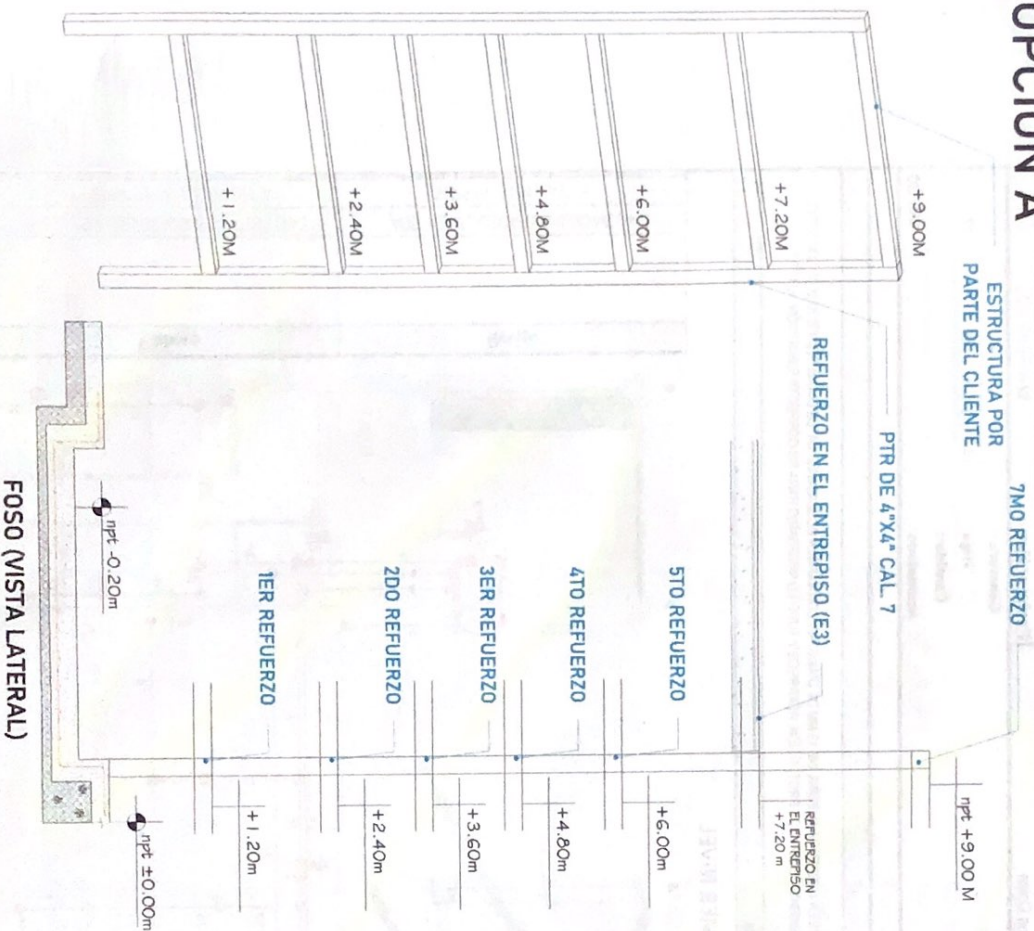 OPCIÓN A
ESTRUCTURA POR
PARTE DEL CLIENTE
7MO REFUERZO
+9.00M
PTR DE 4"X4" CAL. 7
npt +9.00 M
+7.20M
REFUERZO EN EL ENTREPISO (E3)
REFUERZO EN
EL ENTREPISO
+7.20 m
+6.00M
5TO REFUERZO
+6.00m
+4.80M
4TO REFUERZO
+4.80m
+3.60M
3ER REFUERZO
+3.60m
+2.40M
2DO REFUERZO
+2.40m
+1.20M
1ER REFUERZO
+1.20m
npt -0.20m
npt ±0.00m
FOSO (VISTA LATERAL)